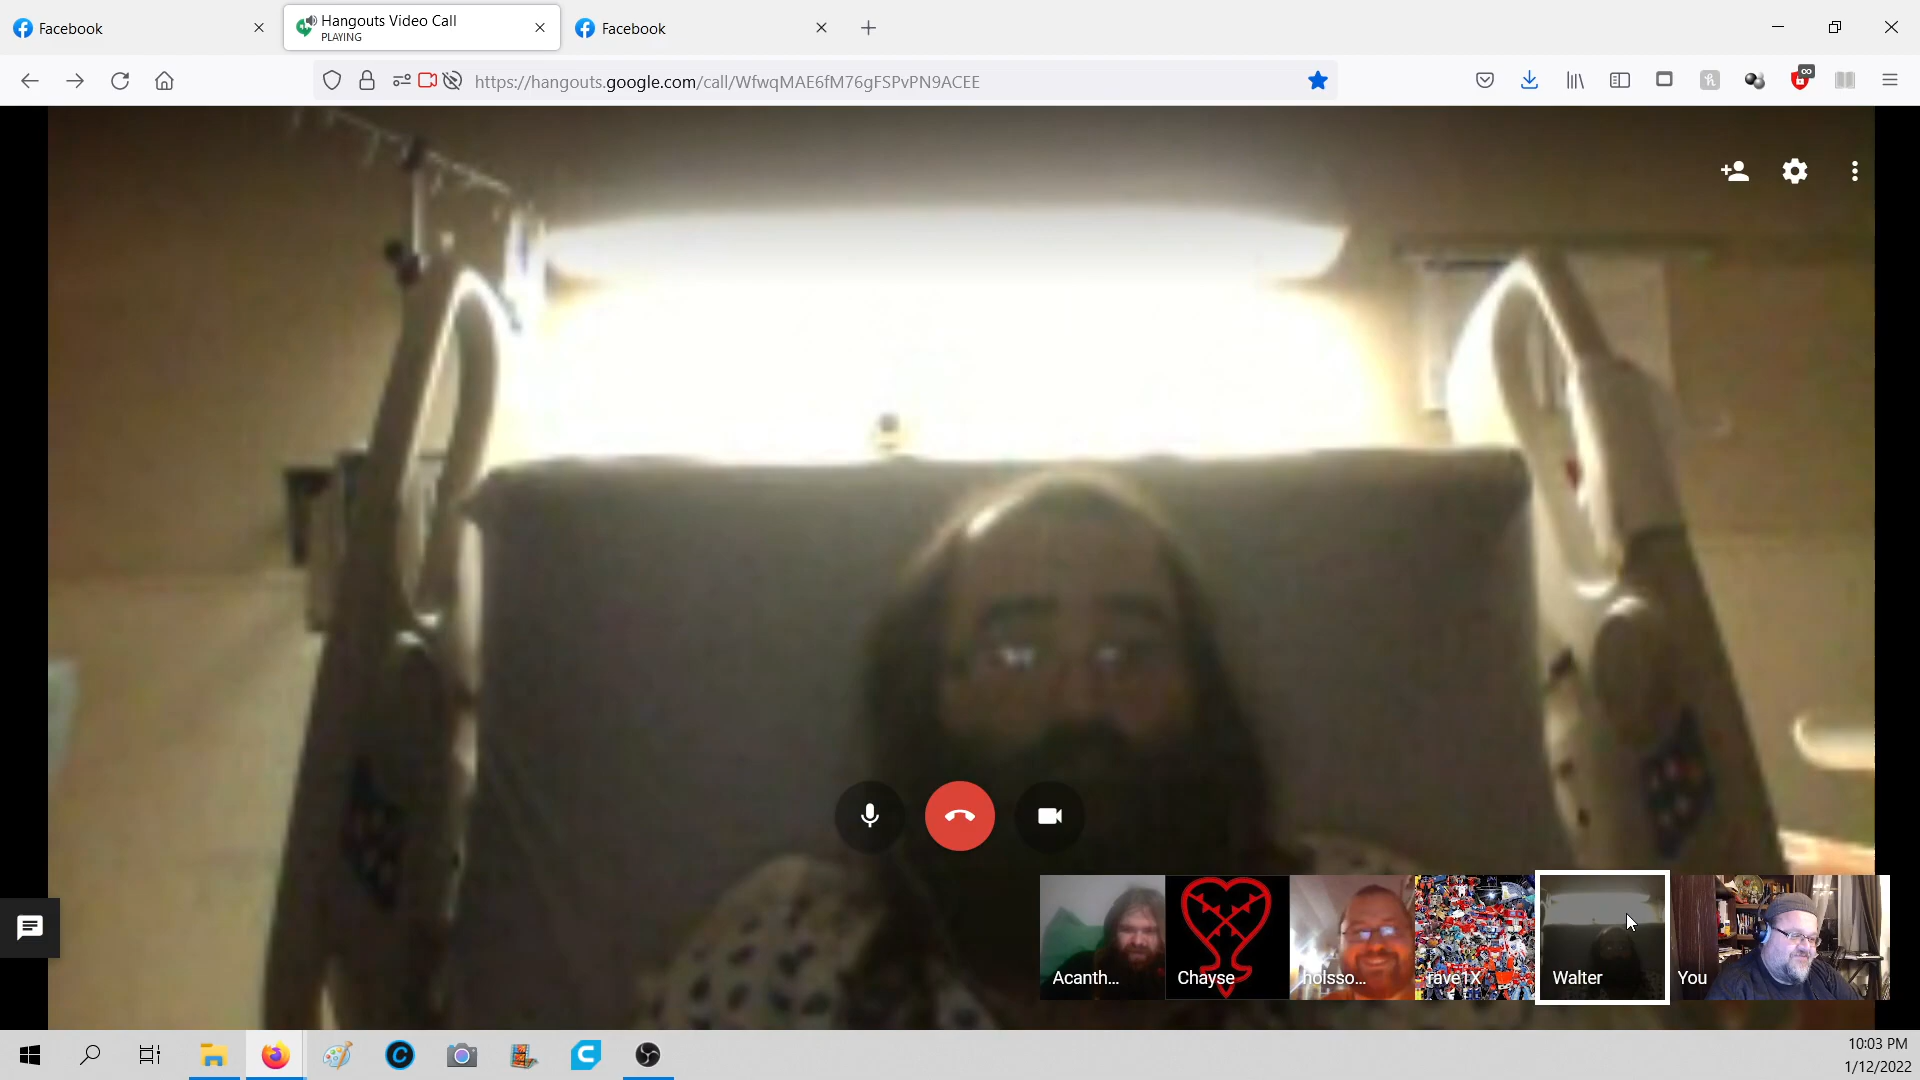 Facebook
Hangouts Video Call
PLAYING
Facebook
https://hangouts.google.com/call/WfwqMAE6fM76gFSPvPN9ACEE
Acanth...
Chayse
holsso...
rave1X
Walter
You
10:03 PM
1/12/2022